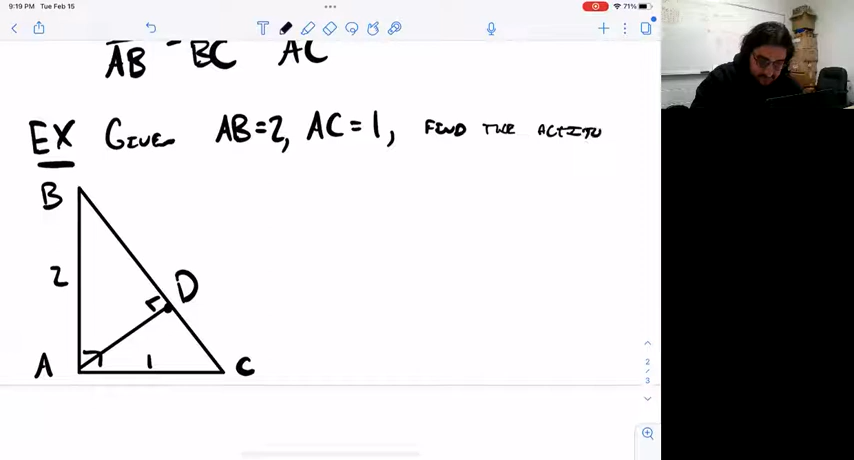 9:19 PM Tue Feb 15
71%
AB BC AC
EX GIVEN AB=2, AC=1, FIND THE
B
2
D
A
1
C
2
/
3